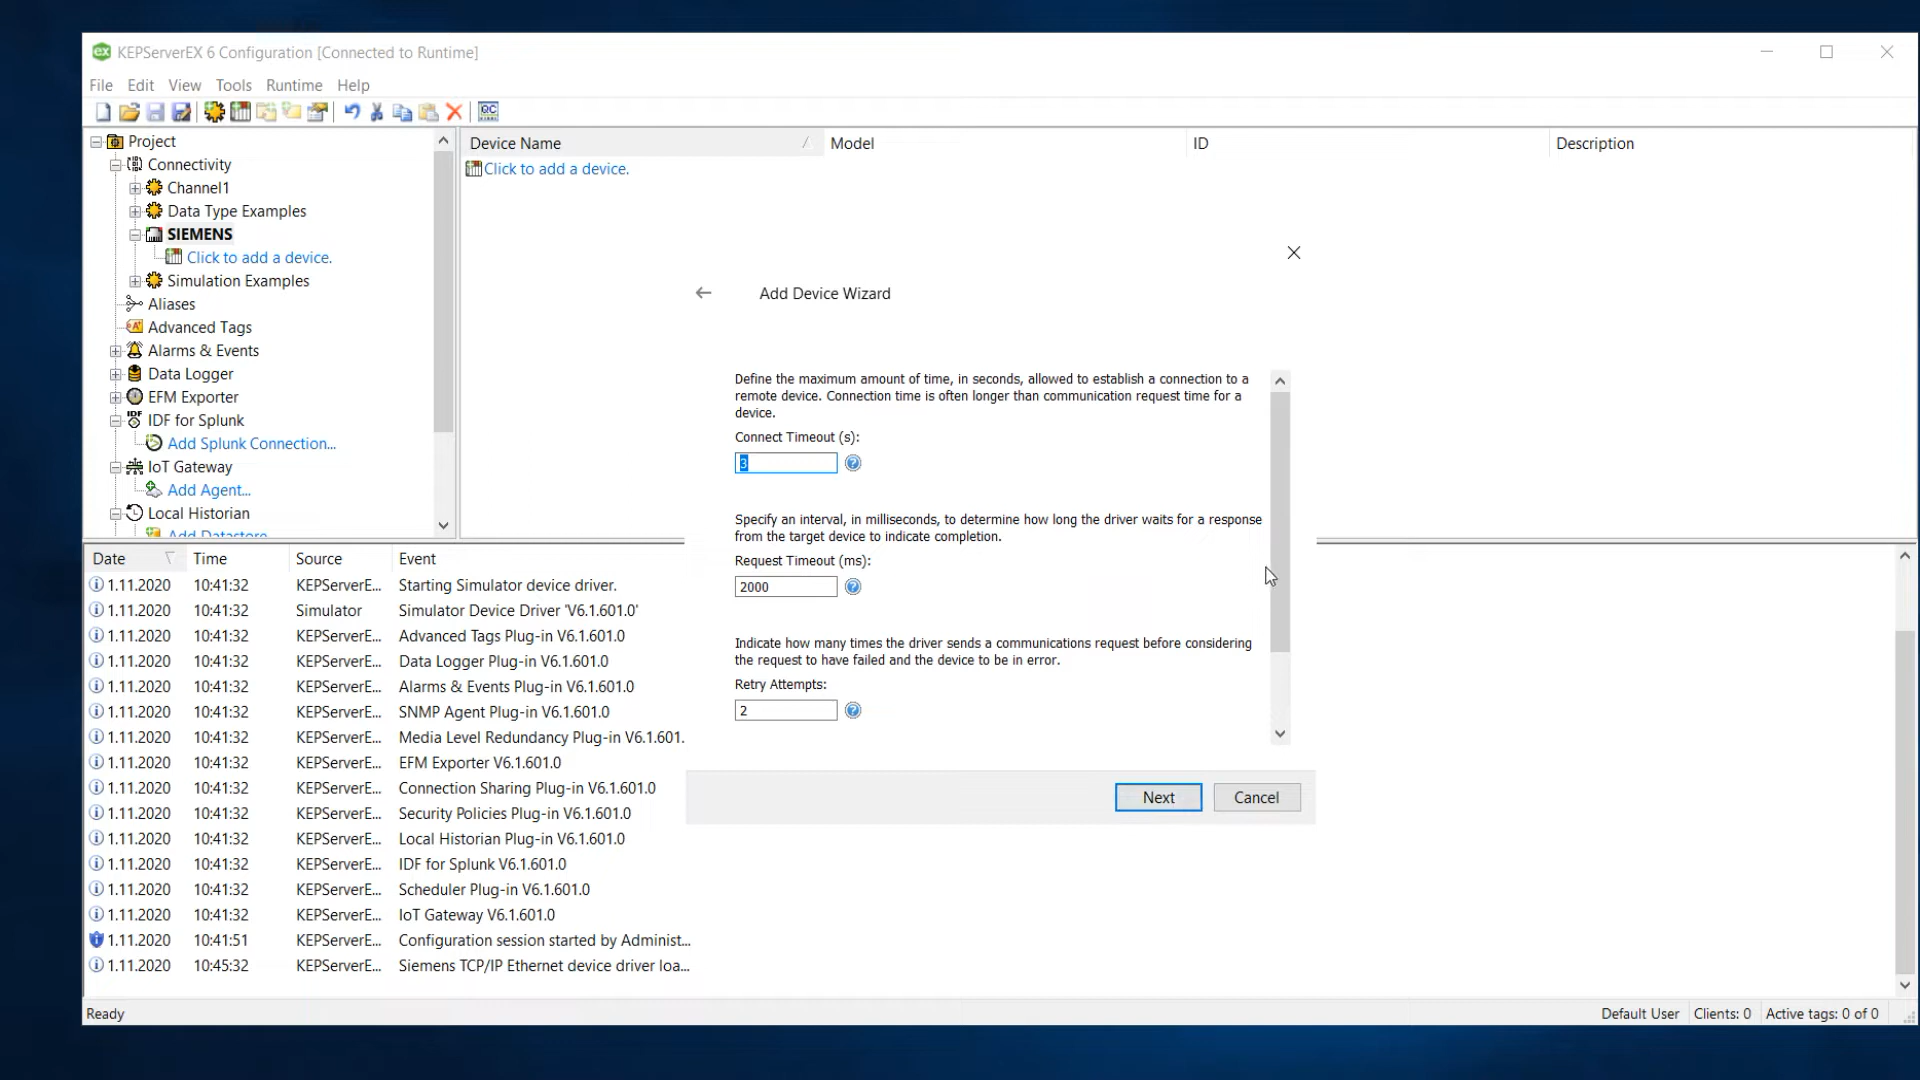 KEPServerEX 6 Configuration [Connected to Runtime]
File Edit View Tools Runtime Help
Project
Connectivity
Channel1
Data Type Examples
SIEMENS
Click to add a device.
Simulation Examples
Aliases
Advanced Tags
Alarms & Events
Data Logger
EFM Exporter
IDF for Splunk
Add Splunk Connection...
IoT Gateway
Add Agent...
Local Historian
Add Datastore
Device Name Model ID Description
Click to add a device.
Add Device Wizard
Define the maximum amount of time, in seconds, allowed to establish a connection to a
remote device. Connection time is often longer than communication request time for a
device.
Connect Timeout (s):
3
Specify an interval, in milliseconds, to determine how long the driver waits for a response
from the target device to indicate completion.
Request Timeout (ms):
2000
Indicate how many times the driver sends a communications request before considering
the request to have failed and the device to be in error.
Retry Attempts:
2
Next Cancel
Date Time Source Event
1.11.2020 10:41:32 KEPServerE... Starting Simulator device driver.
1.11.2020 10:41:32 Simulator Simulator Device Driver 'V6.1.601.0'
1.11.2020 10:41:32 KEPServerE... Advanced Tags Plug-in V6.1.601.0
1.11.2020 10:41:32 KEPServerE... Data Logger Plug-in V6.1.601.0
1.11.2020 10:41:32 KEPServerE... Alarms & Events Plug-in V6.1.601.0
1.11.2020 10:41:32 KEPServerE... SNMP Agent Plug-in V6.1.601.0
1.11.2020 10:41:32 KEPServerE... Media Level Redundancy Plug-in V6.1.601.
1.11.2020 10:41:32 KEPServerE... EFM Exporter V6.1.601.0
1.11.2020 10:41:32 KEPServerE... Connection Sharing Plug-in V6.1.601.0
1.11.2020 10:41:32 KEPServerE... Security Policies Plug-in V6.1.601.0
1.11.2020 10:41:32 KEPServerE... Local Historian Plug-in V6.1.601.0
1.11.2020 10:41:32 KEPServerE... IDF for Splunk V6.1.601.0
1.11.2020 10:41:32 KEPServerE... Scheduler Plug-in V6.1.601.0
1.11.2020 10:41:32 KEPServerE... IoT Gateway V6.1.601.0
1.11.2020 10:41:51 KEPServerE... Configuration session started by Administ...
1.11.2020 10:45:32 KEPServerE... Siemens TCP/IP Ethernet device driver loa...
Ready Default User Clients: 0 Active tags: 0 of 0